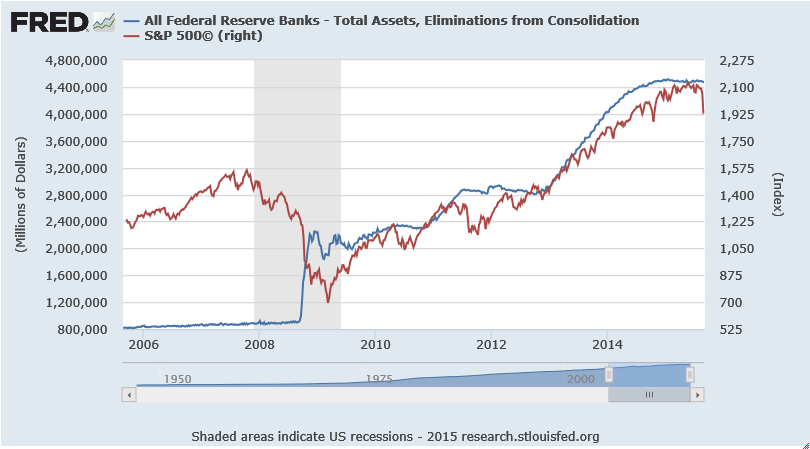 FRED
All Federal Reserve Banks - Total Assets, Eliminations from Consolidation
S&P 500© (right)
4,800,000
4,400,000
4,000,000
3,600,000
3,200,000
2,800,000
2,400,000
2,000,000
1,600,000
1,200,000
800,000
(Millions of Dollars)
2,275
2,100
1,925
1,750
1,575
1,400
1,225
1,050
875
700
525
(Index)
2006 2008 2010 2012 2014
1950 1975 2000
Shaded areas indicate US recessions - 2015 research.stlouisfed.org